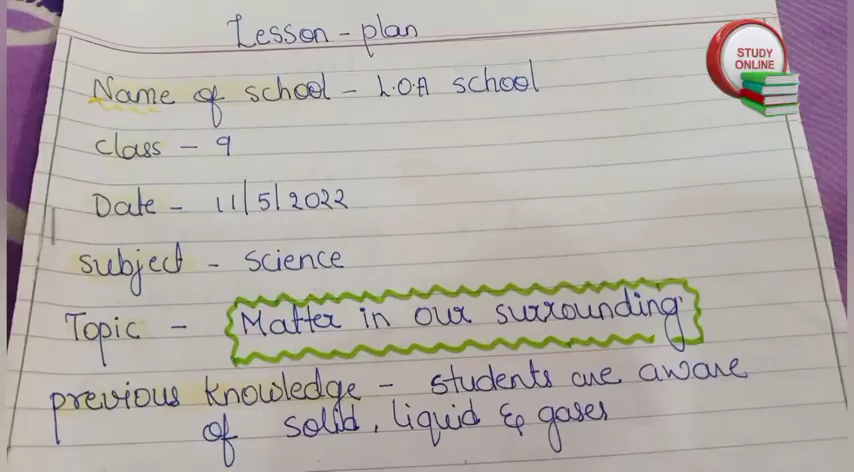 Lesson - plan
STUDY
ONLINE
Name of school - L.O.A school
class - 9
Date - 11/5/2022
subject - science
Topic - Matter in our surrounding
previous knowledge - students are aware
of solid, liquid & gases